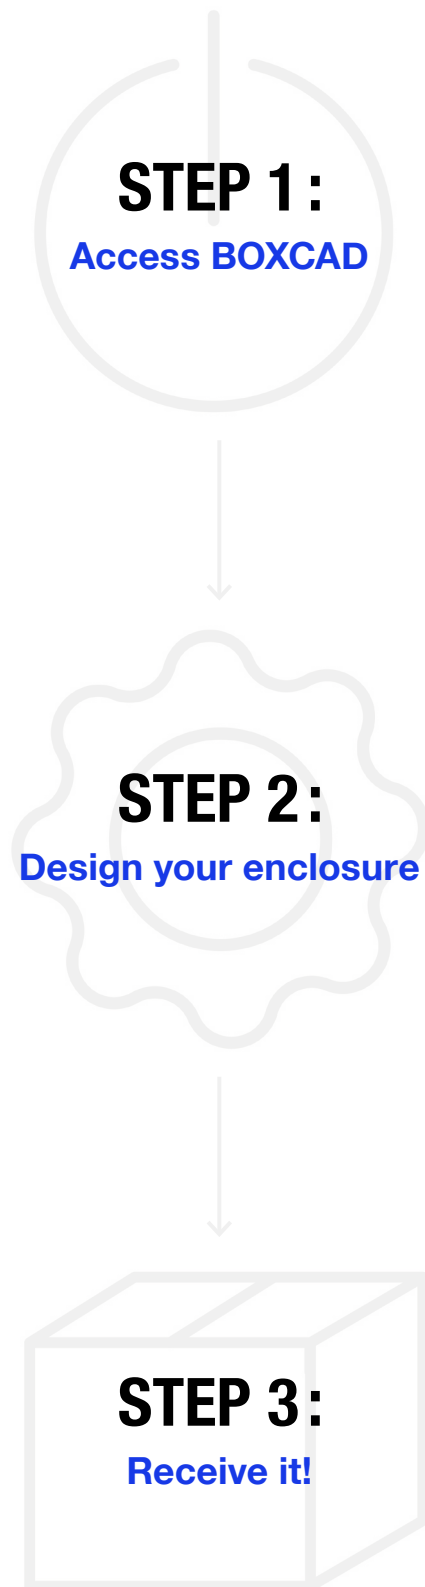 STEP 1:
Access BOXCAD
STEP 2:
Design your enclosure
STEP 3:
Receive it!